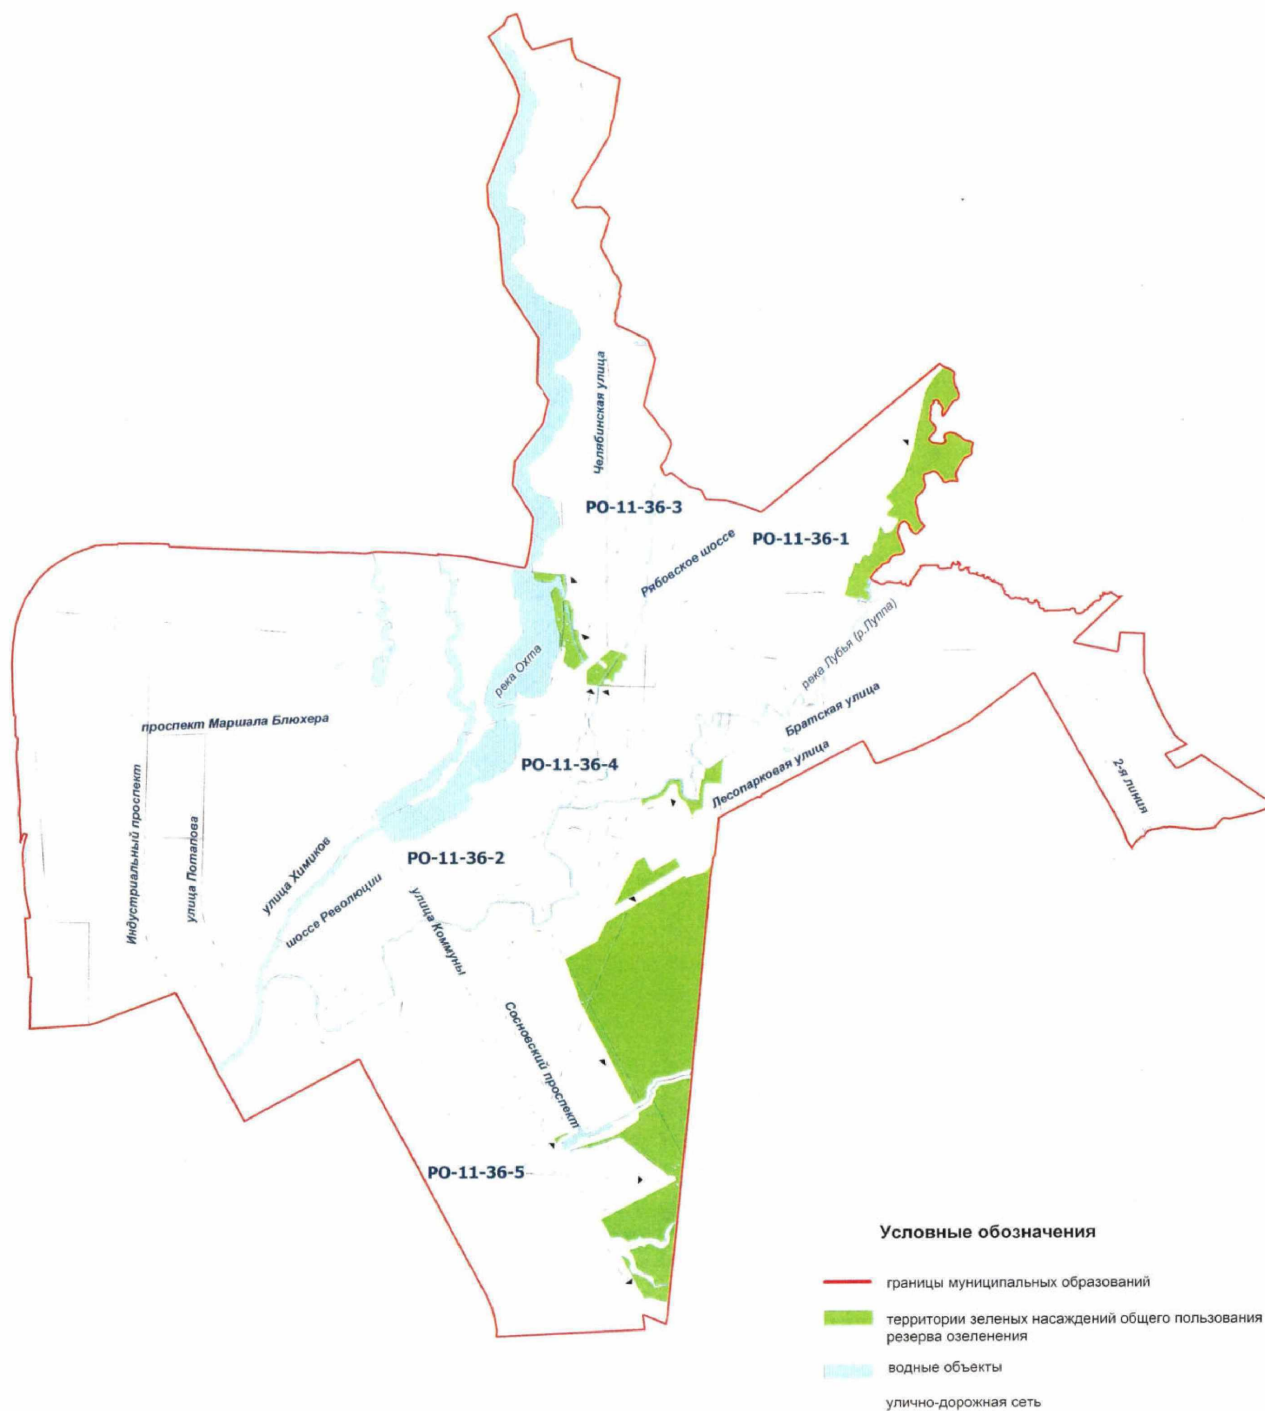 Челябинская улица
РО-11-36-3
Рябовское шоссе
РО-11-36-1
река Охта
река Лубья (р.Луппа)
проспект Маршала Блюхера
Братская улица
РО-11-36-4
Лесопарковая улица
2-я линия
Индустриальный проспект
улица Потапова
улица Химиков
РО-11-36-2
шоссе Революции
улица Коммуны
Сосновский проспект
РО-11-36-5
Условные обозначения
границы муниципальных образований
территории зеленых насаждений общего пользования
резерва озеленения
водные объекты
улично-дорожная сеть